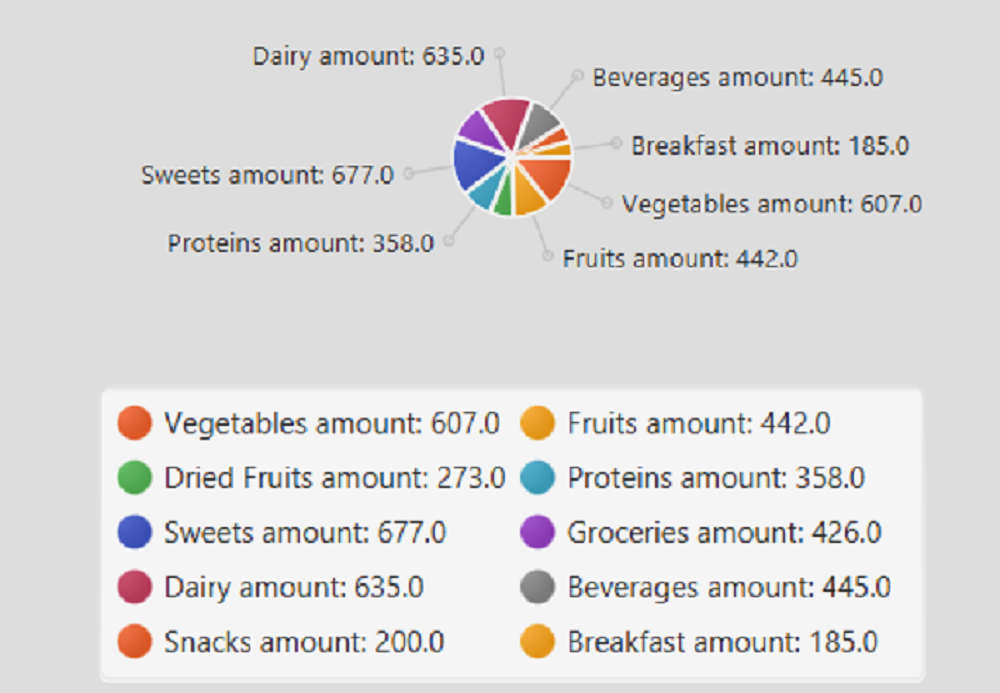 Dairy amount: 635.0
Beverages amount: 445.0
Breakfast amount: 185.0
Sweets amount: 677.0
Vegetables amount: 607.0
Proteins amount: 358.0
Fruits amount: 442.0
Vegetables amount: 607.0
Fruits amount: 442.0
Dried Fruits amount: 273.0
Proteins amount: 358.0
Sweets amount: 677.0
Groceries amount: 426.0
Dairy amount: 635.0
Beverages amount: 445.0
Snacks amount: 200.0
Breakfast amount: 185.0